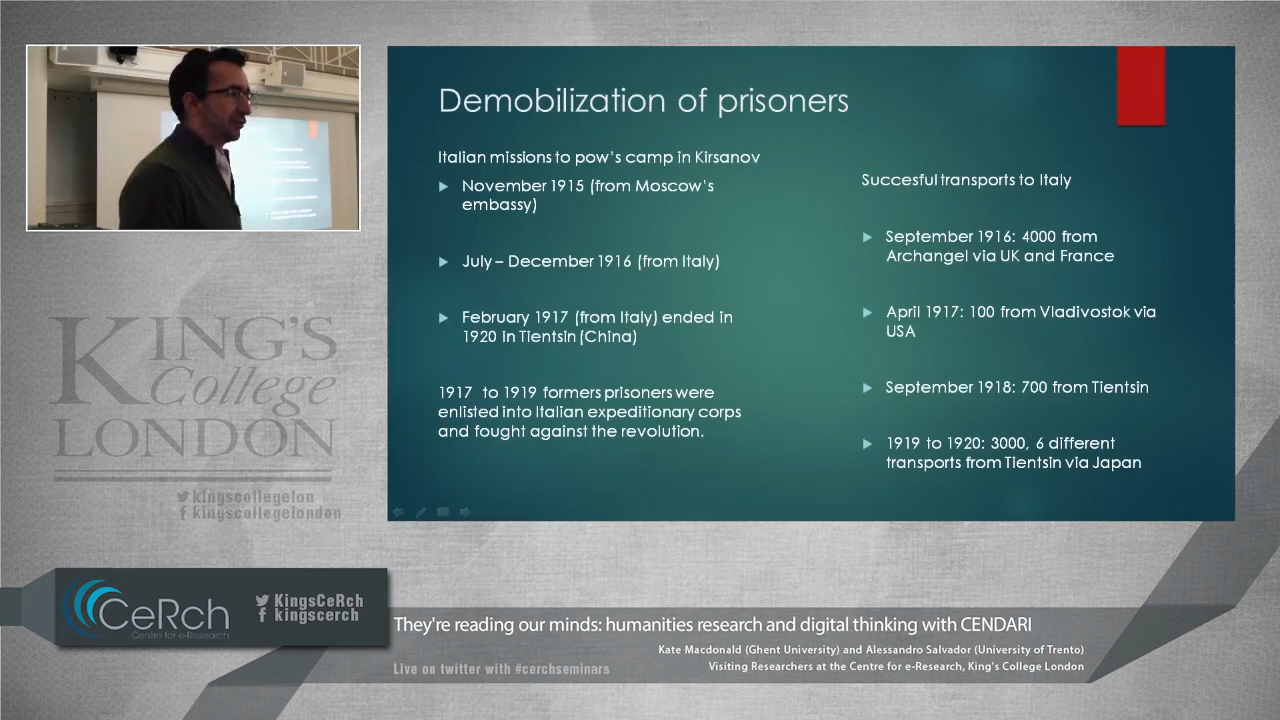 Demobilization of prisoners
Italian missions to pow's camp in Kirsanov
November 1915 (from Moscow's
embassy)
July – December 1916 (from Italy)
February 1917 (from Italy) ended in
1920 in Tientsin (China)
1917 to 1919 formers prisoners were
enlisted into Italian expeditionary corps
and fought against the revolution.
Succesful transports to Italy
September 1916: 4000 from
Archangel via UK and France
April 1917: 100 from Vladivostok via
USA
September 1918: 700 from Tientsin
1919 to 1920: 3000, 6 different
transports from Tientsin via Japan
KING'S
College
LONDON
kingscollegelon
kingscollegelondon
CeRch
Centre for e-Research
KingsCeRch
kingscerch
They're reading our minds: humanities research and digital thinking with CENDARI
Kate Macdonald (Ghent University) and Alessandro Salvador (University of Trento)
Visiting Researchers at the Centre for e-Research, King's College London
Live on twitter with #cerchseminars